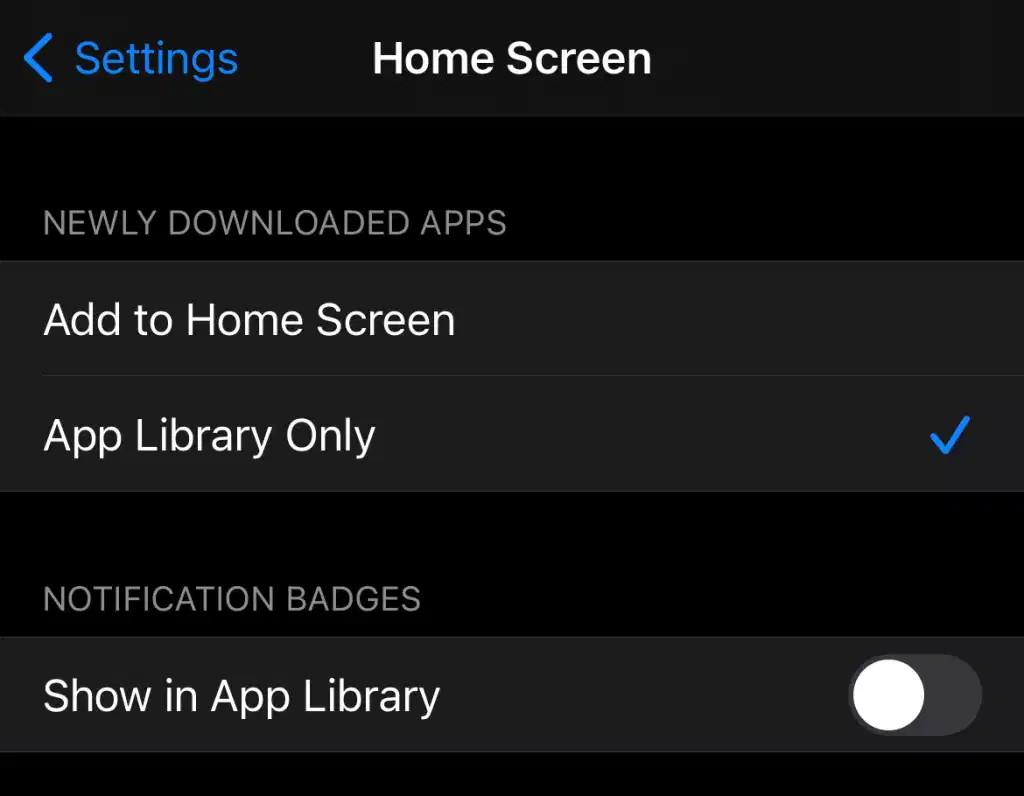 Settings
Home Screen
NEWLY DOWNLOADED APPS
Add to Home Screen
App Library Only
NOTIFICATION BADGES
Show in App Library